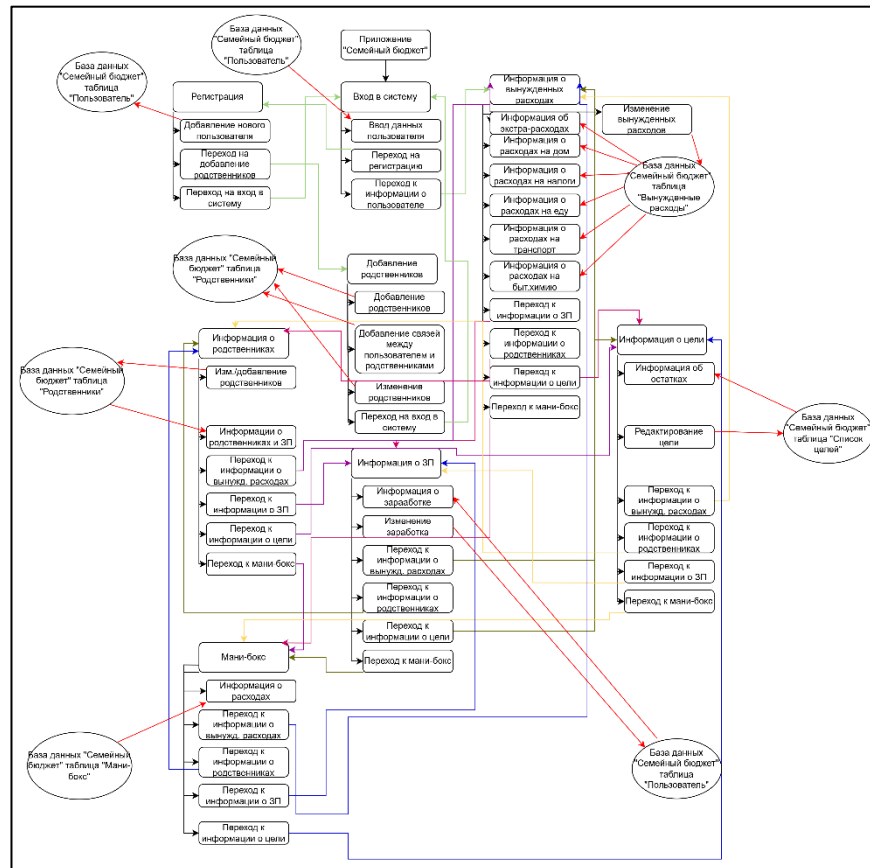 База данных
"Семейный бюджет"
таблица
"Пользователь"
База данных
"Семейный
бюджет"
таблица
"Пользователь"
Приложение
"Семейный бюджет"
Регистрация
Добавление нового
пользователя
Переход на
добавление
родственников
Переход на вход в
систему
Вход в систему
Ввод данных
пользователя
Переход на
регистрацию
Переход к
информации о
пользователе
Информация о
вынужденных
расходах
Информация об
экстра-расходах
Информация о
расходах на дом
Информация о
расходах на налоги
Информация о
расходах на еду
Информация о
расходах на
транспорт
Информация о
расходах на
быт.химию
Переход к
информации о ЗП
Переход к
информации о
родственниках
Переход к
информации о цели
Переход к мани-бокс
Изменение
вынужденных
расходов
База данных
"Семейный
бюджет"
таблица
"Вынужденные
расходы"
База данных "Семейный
бюджет" таблица
"Родственники"
Добавление
родственников
Добавление
родственников
Добавление связей
между
пользователем и
родственниками
Изменение
родственников
Переход на вход в
систему
Информация о
родственниках
Изм./добавление
родственников
Информации о
родственниках и ЗП
Переход к
информации о
вынужд. расходах
Переход к
информации о ЗП
Переход к
информации о цели
Переход к мани-бокс
База данных "Семейный
бюджет" таблица
"Родственники"
Информация о ЗП
Информация о
зарааботке
Изменение
заработка
Переход к
информации о
вынужд. расходах
Переход к
информации о
родственниках
Переход к
информации о цели
Переход к мани-бокс
Информация о цели
Информация об
остатках
Редактирование
цели
Переход к
информации о
вынужд. расходах
Переход к
информации о
родственниках
Переход к
информации о ЗП
Переход к мани-бокс
База данных
"Семейный бюджет"
таблица "Список
целей"
Мани-бокс
Информация о
расходах
Переход к
информации о
вынужд. расходах
Переход к
информации о
родственниках
Переход к
информации о ЗП
Переход к
информации о цели
База данных "Семейный
бюджет" таблица "Мани-
бокс"
База данных
"Семейный бюджет"
таблица
"Пользователь"